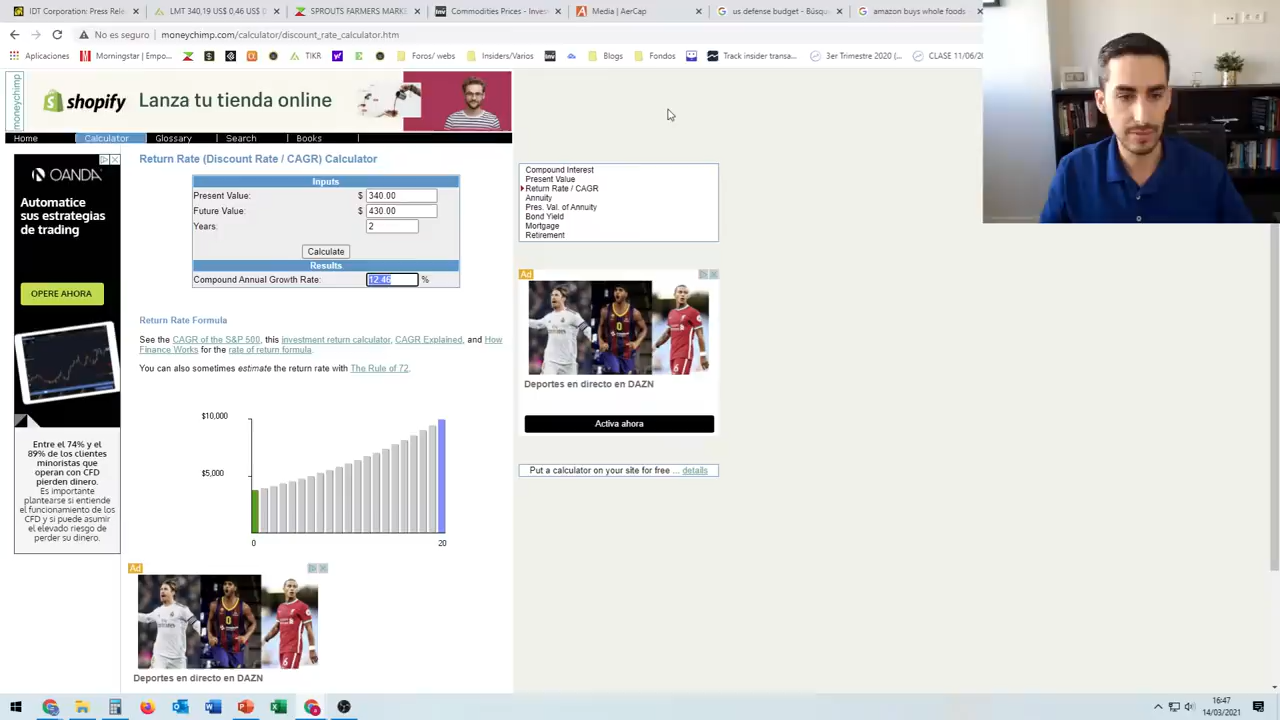 IDT Corporation: Press Rele
LMT 340,19 US$ 0,46 US$
SPROUTS FARMERS MARKE
Commodities Prices - Inves
Media | AerCap
us defense budget - Búsqu
amazon buys whole foods
No es seguro
moneychimp.com/calculator/discount_rate_calculator.htm
Aplicaciones
Morningstar | Empo...
TIKR
Foros/ webs
Insiders/Varios
Blogs
Fondos
Track insider transa...
3er Trimestre 2020 (...
CLASE 11/06/20
moneychimp
shopify
Lanza tu tienda online
Home
Calculator
Glossary
Search
Books
Return Rate (Discount Rate / CAGR) Calculator
Inputs
Present Value:
$
340.00
Future Value:
$
430.00
Years:
2
Calculate
Results
Compound Annual Growth Rate:
12.46
%
Return Rate Formula
See the CAGR of the S&P 500, this investment return calculator, CAGR Explained, and How
Finance Works for the rate of return formula.
You can also sometimes estimate the return rate with The Rule of 72.
$10,000
$5,000
0
20
Ad
Deportes en directo en DAZN
OANDA
Automatice
sus estrategias
de trading
OPERE AHORA
Entre el 74% y el
89% de los clientes
minoristas que
operan con CFD
pierden dinero.
Es importante
plantearse si entiende
el funcionamiento de los
CFD y si puede asumir
el elevado riesgo de
perder su dinero.
Compound Interest
Present Value
Return Rate / CAGR
Annuity
Pres. Val. of Annuity
Bond Yield
Mortgage
Retirement
Ad
Deportes en directo en DAZN
Activa ahora
Put a calculator on your site for free ... details
16:47
14/03/2021